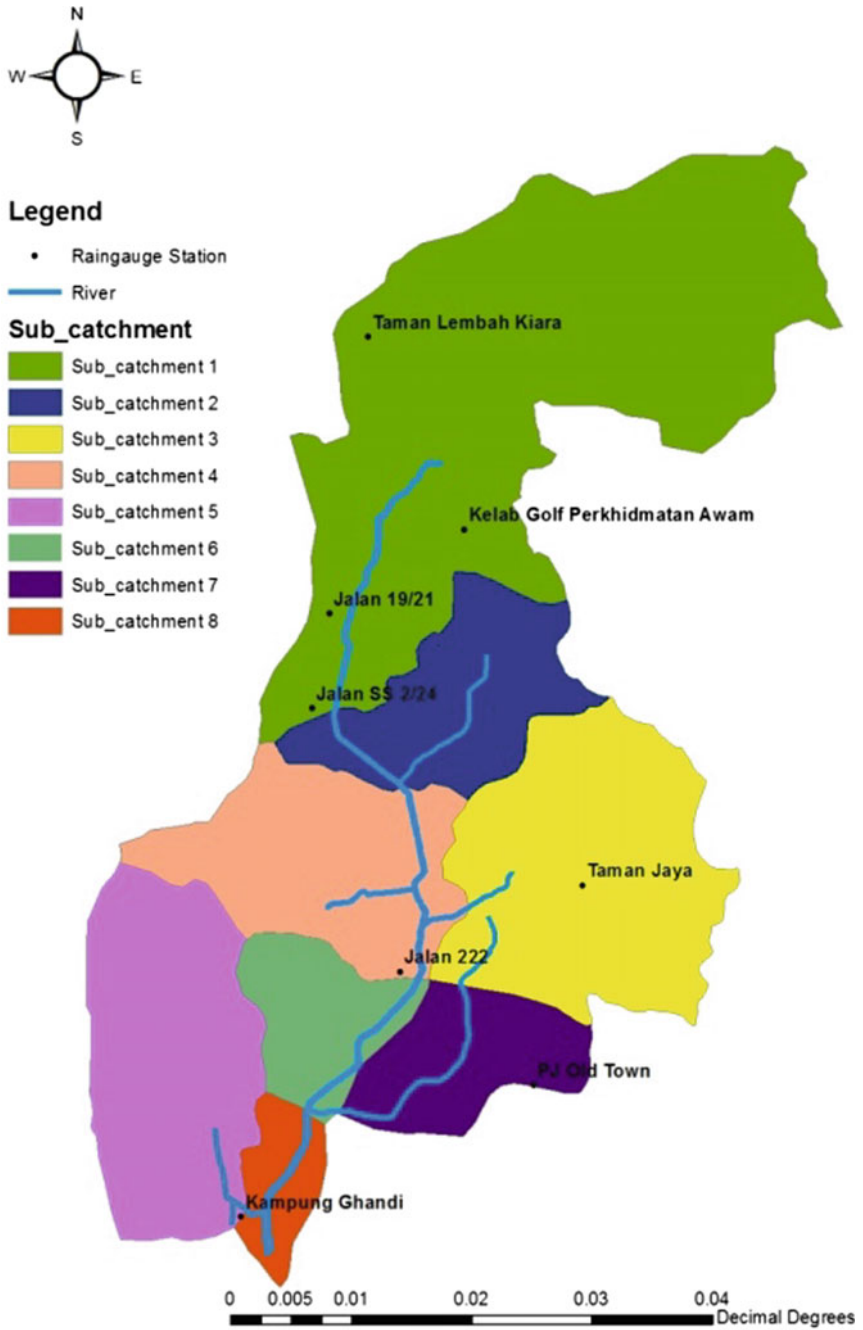 N
W E
S
Legend
Raingauge Station
River
Sub_catchment
Sub_catchment 1
Sub_catchment 2
Sub_catchment 3
Sub_catchment 4
Sub_catchment 5
Sub_catchment 6
Sub_catchment 7
Sub_catchment 8
Taman Lembah Kiara
Kelab Golf Perkhidmatan Awam
Jalan 19/21
Jalan SS 2/24
Taman Jaya
Jalan 222
PJ Old Town
Kampung Ghandi
0 0.005 0.01 0.02 0.03 0.04
Decimal Degrees